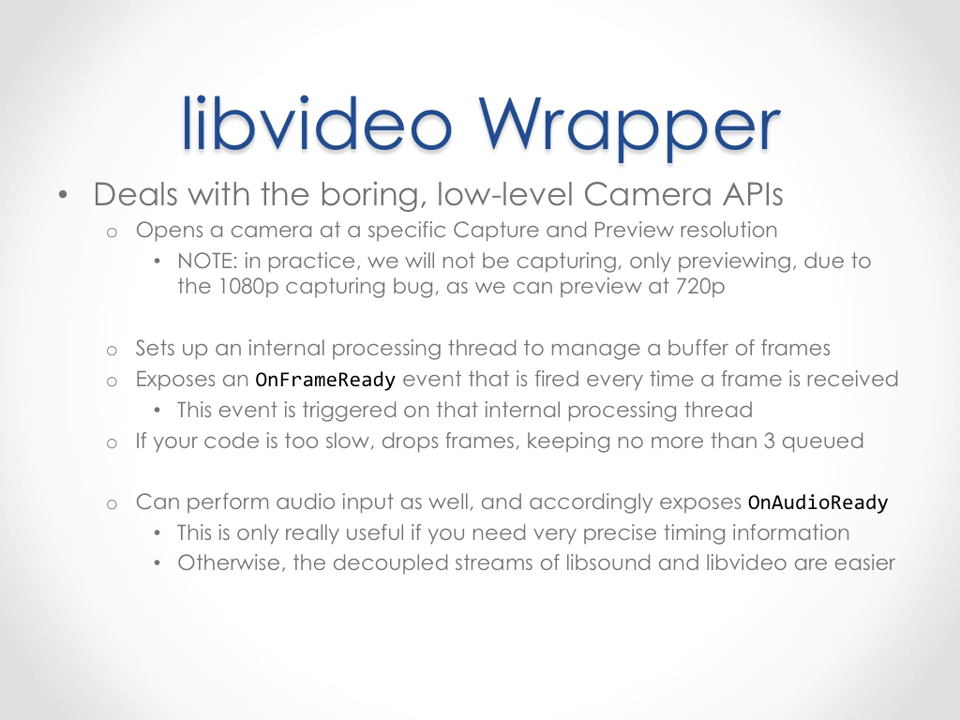 libvideo Wrapper
• Deals with the boring, low-level Camera APIs
o Opens a camera at a specific Capture and Preview resolution
• NOTE: in practice, we will not be capturing, only previewing, due to
the 1080p capturing bug, as we can preview at 720p
o Sets up an internal processing thread to manage a buffer of frames
o Exposes an OnFrameReady event that is fired every time a frame is received
• This event is triggered on that internal processing thread
o If your code is too slow, drops frames, keeping no more than 3 queued
o Can perform audio input as well, and accordingly exposes OnAudioReady
• This is only really useful if you need very precise timing information
• Otherwise, the decoupled streams of libsound and libvideo are easier